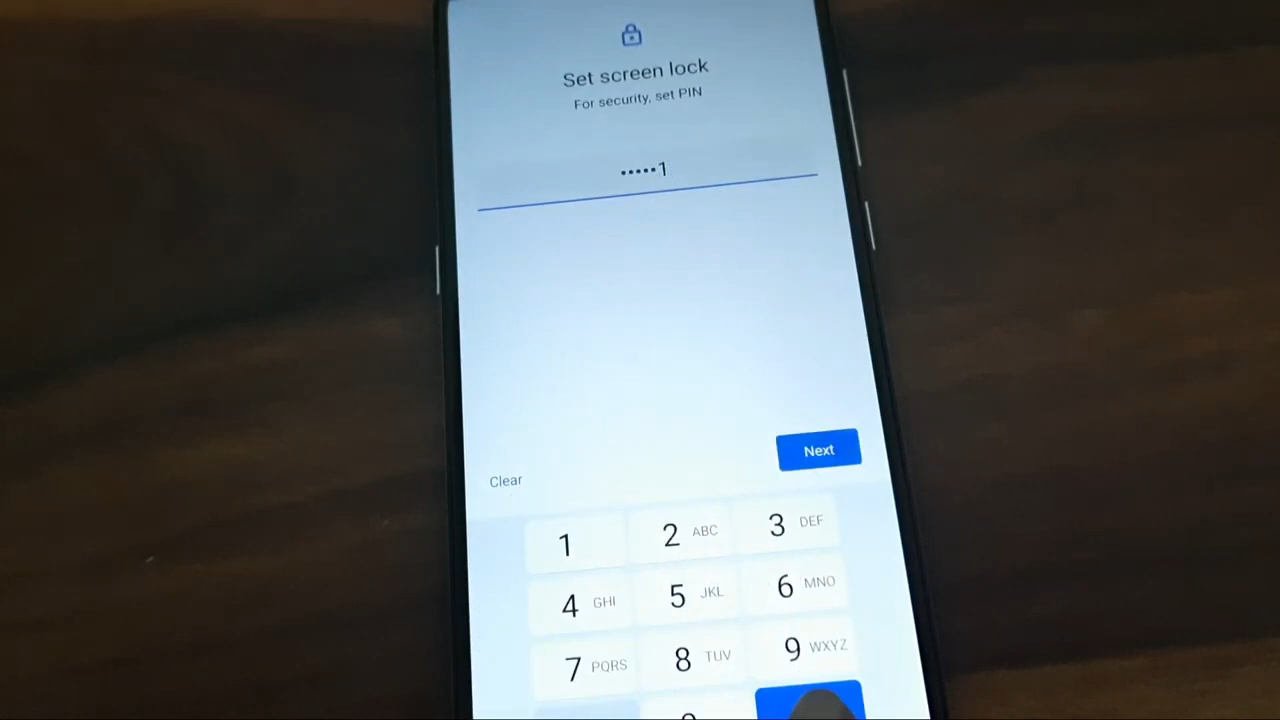 Set screen lock
For security, set PIN
•••••1
Next
Clear
1
2 ABC
3 DEF
4 GHI
5 JKL
6 MNO
7 PQRS
8 TUV
9 WXYZ